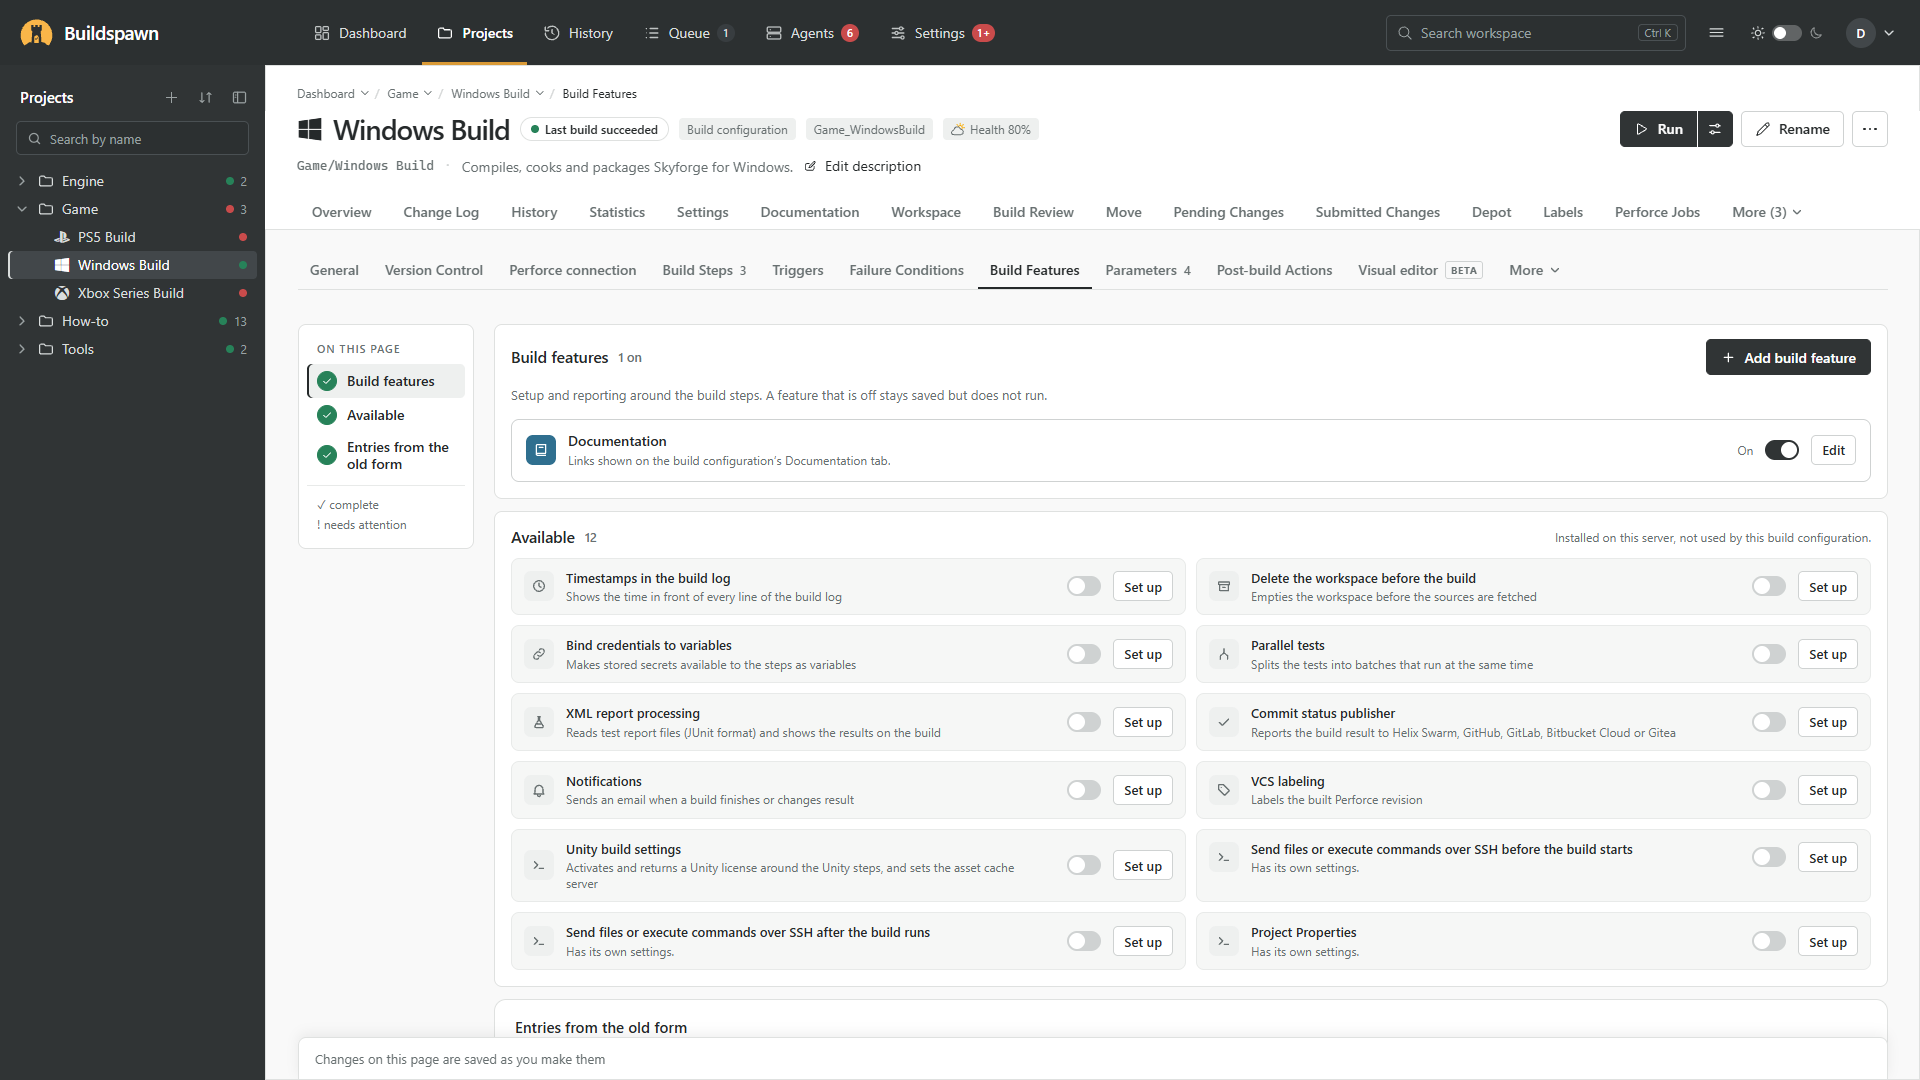 Buildspawn
Dashboard
Projects
History
Queue 1
Agents 6
Settings 1+
Search workspace
Ctrl K
D
Projects
Search by name
Engine 2
Game 3
PS5 Build
Windows Build
Xbox Series Build
How-to 13
Tools 2
Dashboard / Game / Windows Build / Build Features
Windows Build
Last build succeeded
Build configuration
Game_WindowsBuild
Health 80%
Run
Rename
Game/Windows Build · Compiles, cooks and packages Skyforge for Windows. Edit description
Overview
Change Log
History
Statistics
Settings
Documentation
Workspace
Build Review
Move
Pending Changes
Submitted Changes
Depot
Labels
Perforce Jobs
More (3)
General
Version Control
Perforce connection
Build Steps 3
Triggers
Failure Conditions
Build Features
Parameters 4
Post-build Actions
Visual editor BETA
More
ON THIS PAGE
Build features
Available
Entries from the
old form
✓ complete
! needs attention
Build features 1 on
Add build feature
Setup and reporting around the build steps. A feature that is off stays saved but does not run.
Documentation
Links shown on the build configuration's Documentation tab.
On
Edit
Available 12
Installed on this server, not used by this build configuration.
Timestamps in the build log
Shows the time in front of every line of the build log
Set up
Delete the workspace before the build
Empties the workspace before the sources are fetched
Set up
Bind credentials to variables
Makes stored secrets available to the steps as variables
Set up
Parallel tests
Splits the tests into batches that run at the same time
Set up
XML report processing
Reads test report files (JUnit format) and shows the results on the build
Set up
Commit status publisher
Reports the build result to Helix Swarm, GitHub, GitLab, Bitbucket Cloud or Gitea
Set up
Notifications
Sends an email when a build finishes or changes result
Set up
VCS labeling
Labels the built Perforce revision
Set up
Unity build settings
Activates and returns a Unity license around the Unity steps, and sets the asset cache
server
Set up
Send files or execute commands over SSH before the build starts
Has its own settings.
Set up
Send files or execute commands over SSH after the build runs
Has its own settings.
Set up
Project Properties
Has its own settings.
Set up
Entries from the old form
Changes on this page are saved as you make them